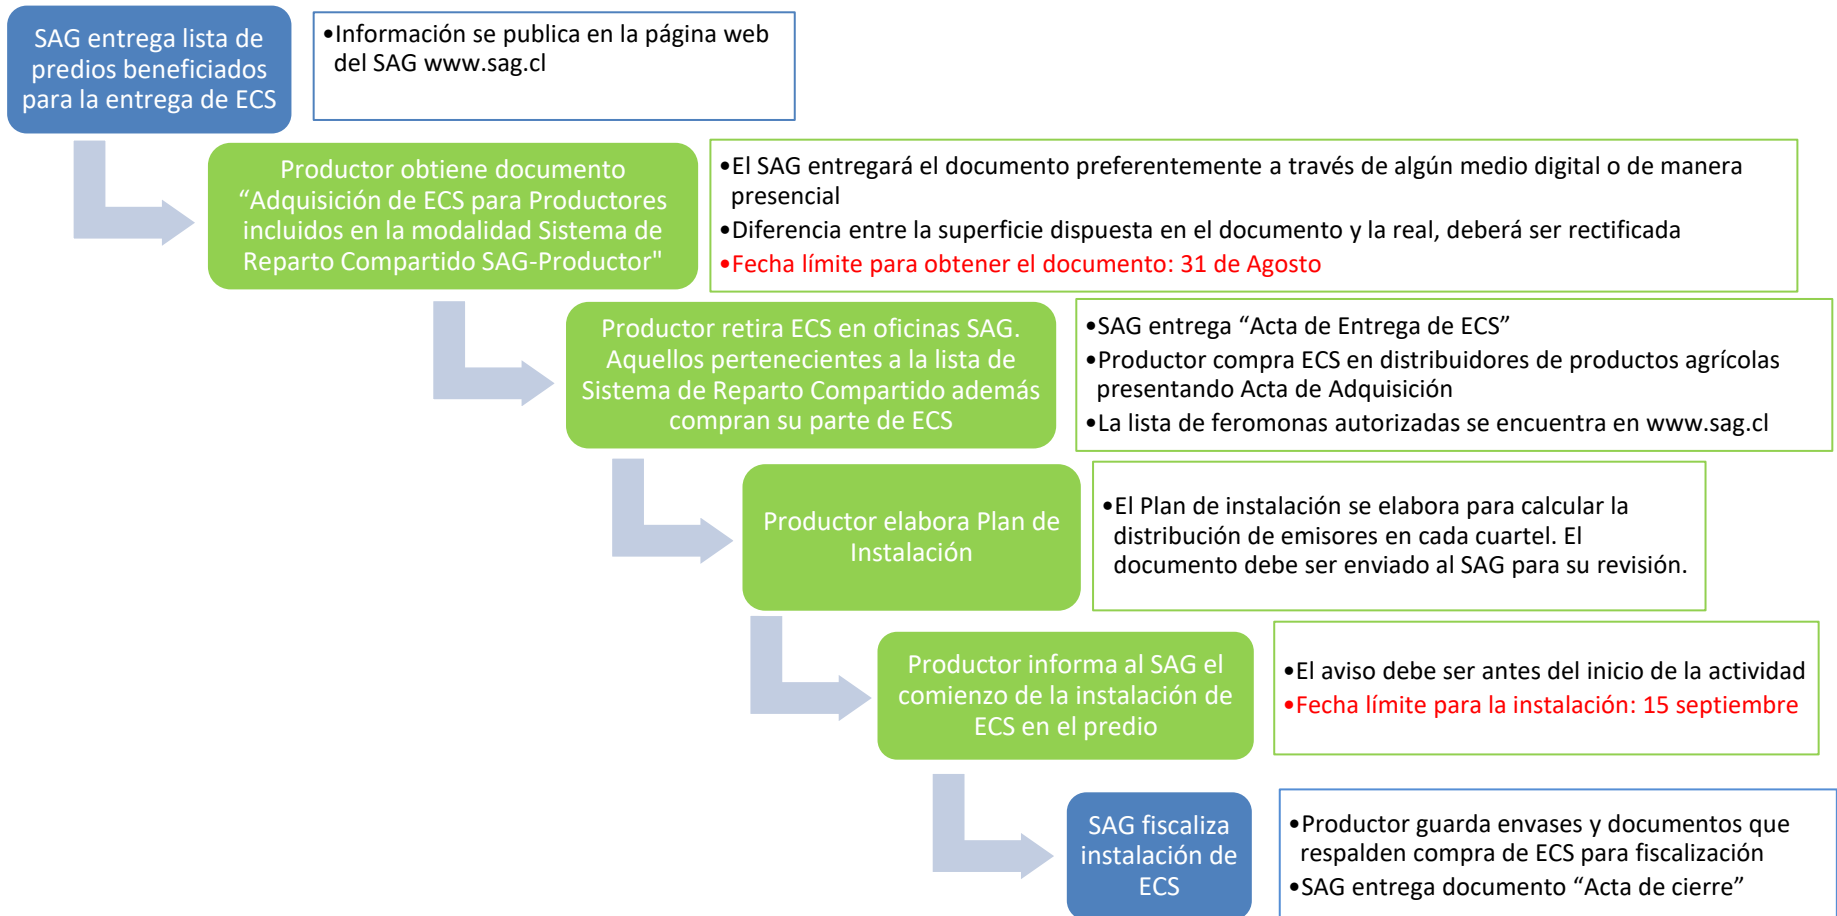 SAG entrega lista de
predios beneficiados
para la entrega de ECS
•Información se publica en la página web
del SAG www.sag.cl
Productor obtiene documento
“Adquisición de ECS para Productores
incluidos en la modalidad Sistema de
Reparto Compartido SAG-Productor"
•El SAG entregará el documento preferentemente a través de algún medio digital o de manera
presencial
•Diferencia entre la superficie dispuesta en el documento y la real, deberá ser rectificada
•Fecha límite para obtener el documento: 31 de Agosto
Productor retira ECS en oficinas SAG.
Aquellos pertenecientes a la lista de
Sistema de Reparto Compartido además
compran su parte de ECS
•SAG entrega “Acta de Entrega de ECS”
•Productor compra ECS en distribuidores de productos agrícolas
presentando Acta de Adquisición
•La lista de feromonas autorizadas se encuentra en www.sag.cl
Productor elabora Plan de
Instalación
•El Plan de instalación se elabora para calcular la
distribución de emisores en cada cuartel. El
documento debe ser enviado al SAG para su revisión.
Productor informa al SAG el
comienzo de la instalación de
ECS en el predio
•El aviso debe ser antes del inicio de la actividad
•Fecha límite para la instalación: 15 septiembre
SAG fiscaliza
instalación de
ECS
•Productor guarda envases y documentos que
respalden compra de ECS para fiscalización
•SAG entrega documento “Acta de cierre”